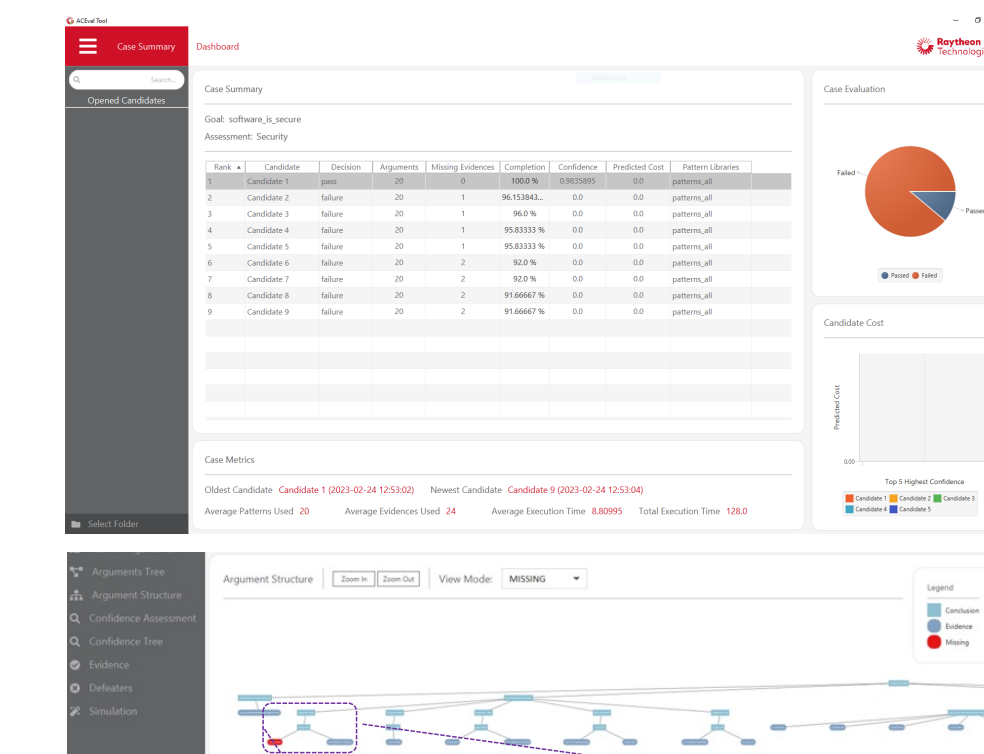 ACEval Tool
Case Summary
Dashboard
Raytheon
Technologi
Search...
Opened Candidates
Case Summary
Goal: software_is_secure
Assessment: Security
Rank Candidate Decision Arguments Missing Evidences Completion Confidence Predicted Cost Pattern Libraries
1 Candidate 1 pass 20 0 100.0 % 0.9835895 0.0 patterns_all
2 Candidate 2 failure 20 1 96.153843... 0.0 0.0 patterns_all
3 Candidate 3 failure 20 1 96.0 % 0.0 0.0 patterns_all
4 Candidate 4 failure 20 1 95.83333 % 0.0 0.0 patterns_all
5 Candidate 5 failure 20 1 95.83333 % 0.0 0.0 patterns_all
6 Candidate 6 failure 20 2 92.0 % 0.0 0.0 patterns_all
7 Candidate 7 failure 20 2 92.0 % 0.0 0.0 patterns_all
8 Candidate 8 failure 20 2 91.66667 % 0.0 0.0 patterns_all
9 Candidate 9 failure 20 2 91.66667 % 0.0 0.0 patterns_all
Case Evaluation
Failed
Passed
Passed Failed
Candidate Cost
Predicted Cost
0.00
Top 5 Highest Confidence
Candidate 1 Candidate 2 Candidate 3
Candidate 4 Candidate 5
Case Metrics
Oldest Candidate Candidate 1 (2023-02-24 12:53:02) Newest Candidate Candidate 9 (2023-02-24 12:53:04)
Average Patterns Used 20 Average Evidences Used 24 Average Execution Time 8.80995 Total Execution Time 128.0
Select Folder
Arguments Tree
Argument Structure
Confidence Assessment
Confidence Tree
Evidence
Defeaters
Simulation
Argument Structure Zoom In Zoom Out View Mode: MISSING
Legend
Conclusion
Evidence
Missing